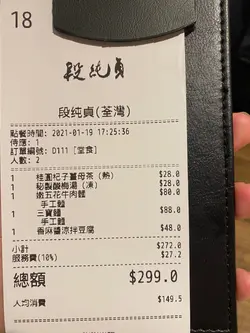 18
段純貞
段純貞(荃灣)
點餐時間: 2021-01-19 17:25:36
侍應: 1
訂單編號: D111 [堂食]
人數: 2
1 桂圓杞子薑母茶 (熱) $28.0
1 秘製酸梅湯 (凍) $28.0
1 嫩五花牛肉麵 $80.0
手工麵
1 三寶麵 $88.0
手工麵
1 香麻醬涼拌豆腐 $48.0
小計 $272.0
服務費(10%) $27.2
總額 $299.0
人均消費 $149.5